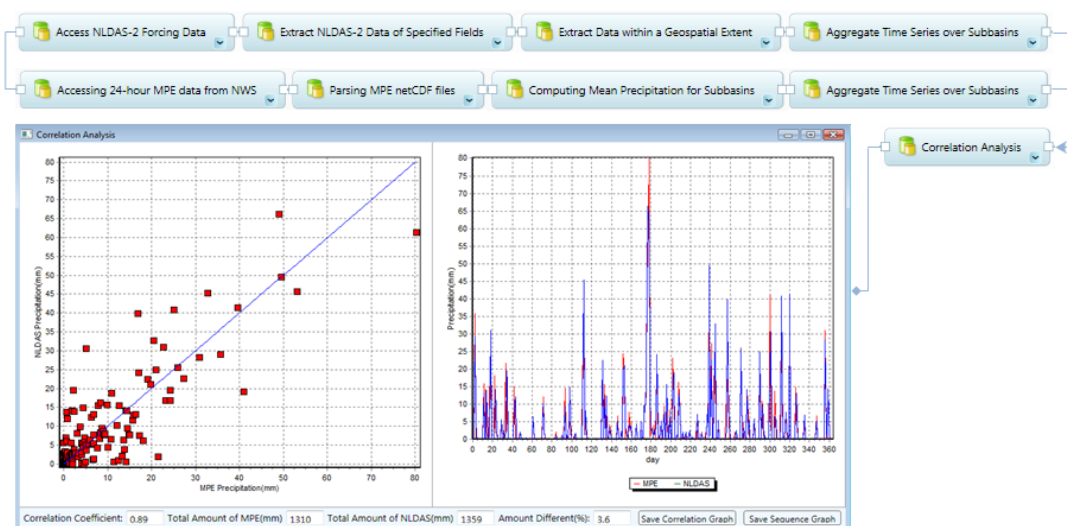 Access NLDAS-2 Forcing Data
Extract NLDAS-2 Data of Specified Fields
Extract Data within a Geospatial Extent
Aggregate Time Series over Subbasins
Accessing 24-hour MPE data from NWS
Parsing MPE netCDF files
Computing Mean Precipitation for Subbasins
Aggregate Time Series over Subbasins
Correlation Analysis
Correlation Analysis
NLDAS Precipitation(mm)
80
75
70
65
60
55
50
45
40
35
30
25
20
15
10
5
0
0 10 20 30 40 50 60 70 80
MPE Precipitation(mm)
Precipitation(mm)
80
75
70
65
60
55
50
45
40
35
30
25
20
15
10
5
0
0 20 40 60 80 100 120 140 160 180 200 220 240 260 280 300 320 340 360
day
MPE NLDAS
Correlation Coefficient: 0.89 Total Amount of MPE(mm) 1310 Total Amount of NLDAS(mm) 1359 Amount Different(%): 3.6 Save Correlation Graph Save Sequence Graph